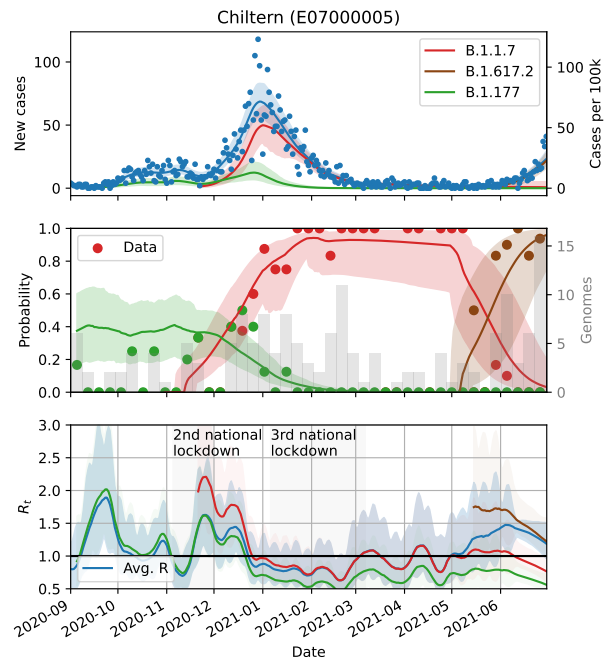 Chiltern (E07000005)
New cases
100
50
0
B.1.1.7
B.1.617.2
B.1.177
100k
50k
0
Cases per 100k
Probability
1.0
0.8
0.6
0.4
0.2
0.0
Data
15
10
5
0
Genomes
R_t
3.0
2.5
2.0
1.5
1.0
0.5
2nd national
lockdown
3rd national
lockdown
Avg. R
2020-09
2020-10
2020-11
2020-12
2021-01
2021-02
2021-03
2021-04
2021-05
2021-06
Date